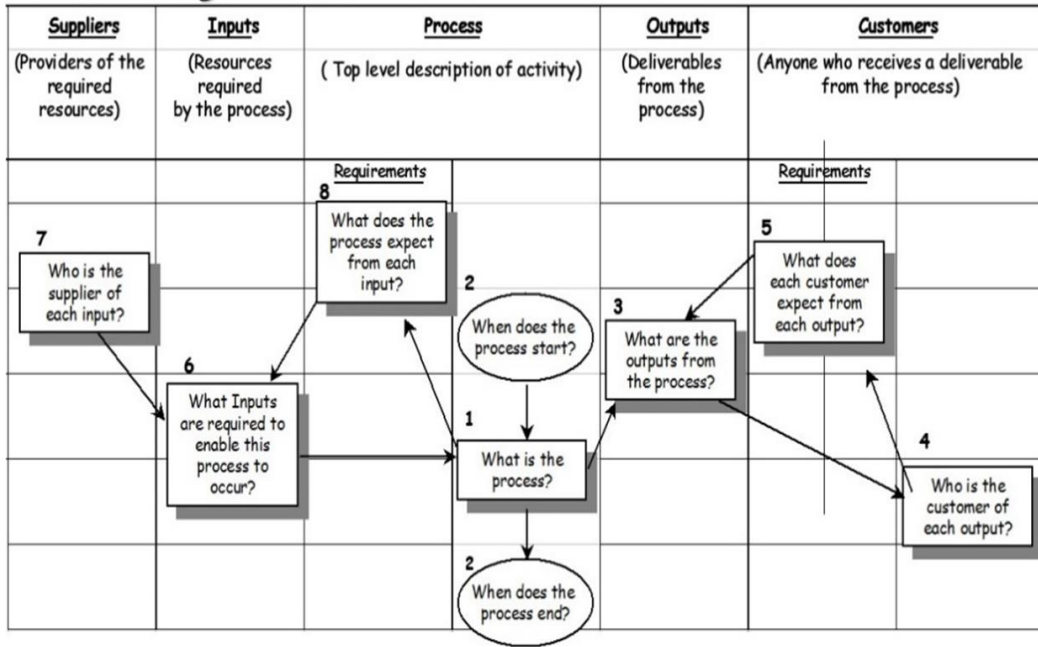 Suppliers
Inputs
Process
Outputs
Customers
(Providers of the
required
resources)
(Resources
required
by the process)
( Top level description of activity)
(Deliverables
from the
process)
(Anyone who receives a deliverable
from the process)
Requirements
Requirements
8
What does the
process expect
from each
input?
7
Who is the
supplier of
each input?
2
When does the
process start?
3
What are the
outputs from
the process?
5
What does
each customer
expect from
each output?
6
What Inputs
are required to
enable this
process to
occur?
1
What is the
process?
4
Who is the
customer of
each output?
2
When does the
process end?